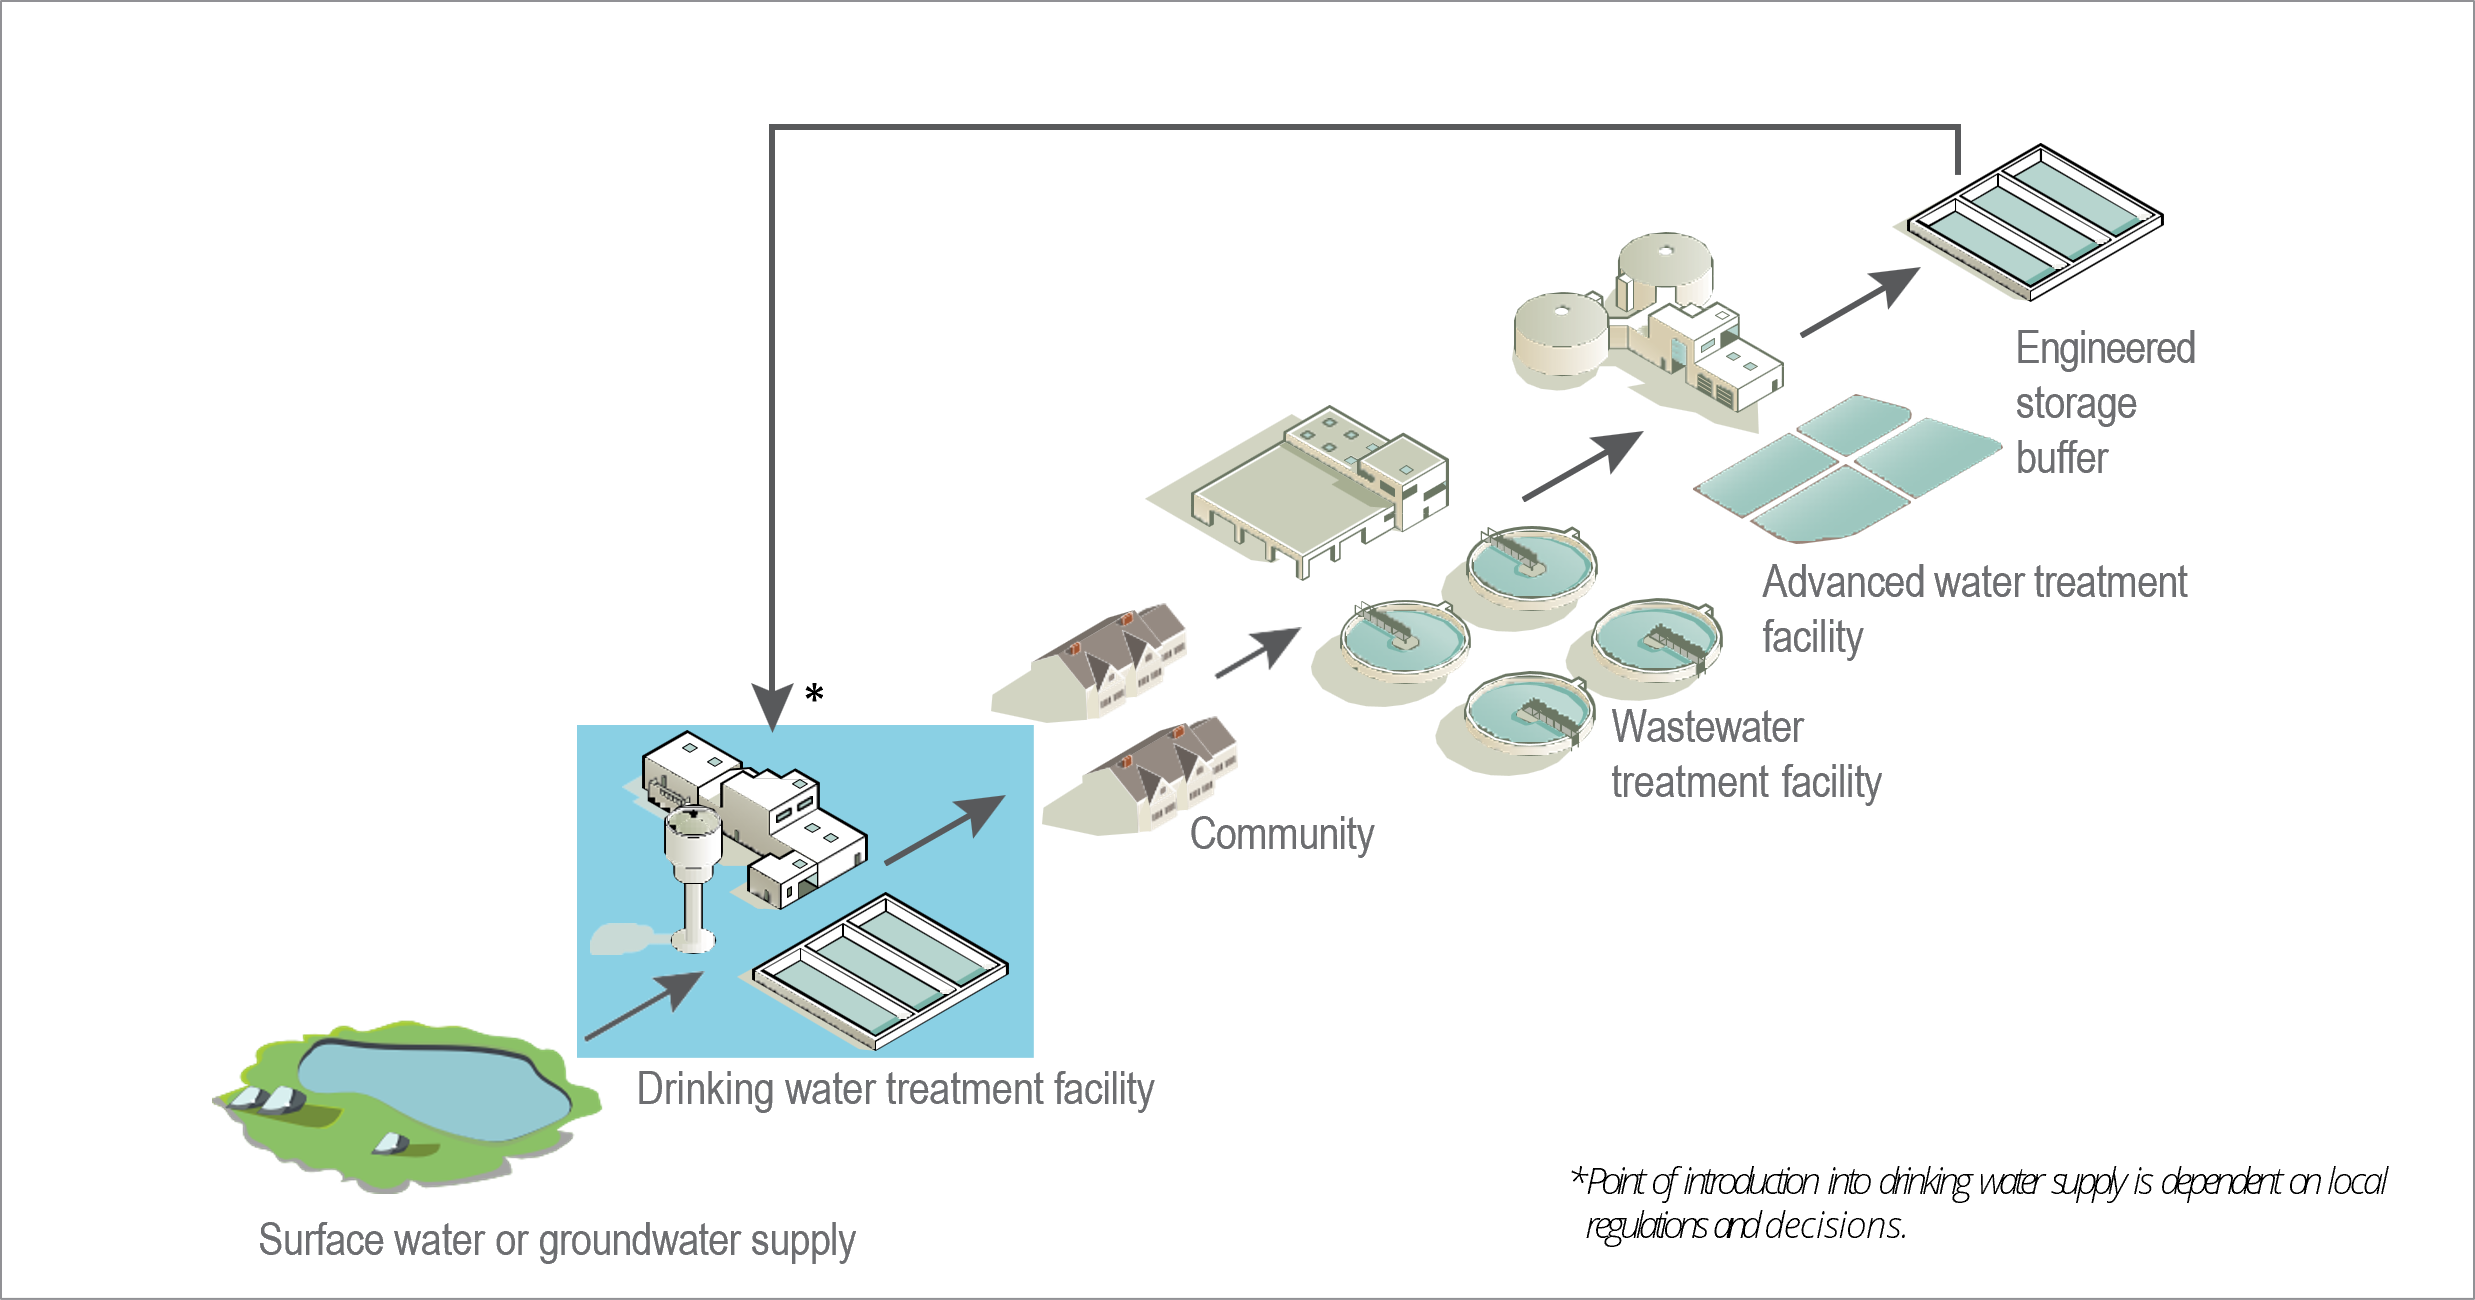 Engineered
storage
buffer
Advanced water treatment
facility
*
Wastewater
treatment facility
Community
Drinking water treatment facility
Surface water or groundwater supply
*Point of introduction into drinking water supply is dependent on local
regulations and decisions.